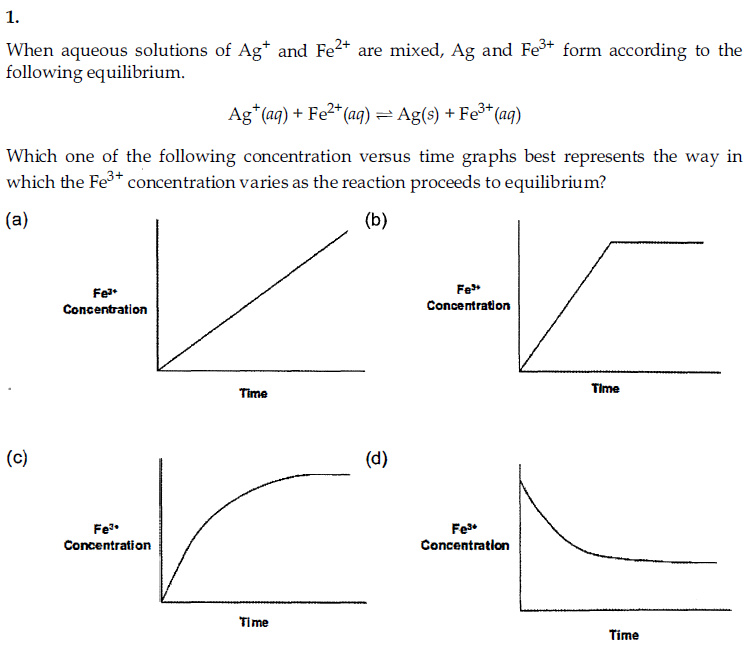 1.
When aqueous solutions of Ag⁺ and Fe²⁺ are mixed, Ag and Fe³⁺ form according to the
following equilibrium.
Ag⁺(aq) + Fe²⁺(aq) ⇌ Ag(s) + Fe³⁺(aq)
Which one of the following concentration versus time graphs best represents the way in
which the Fe³⁺ concentration varies as the reaction proceeds to equilibrium?
(a)
Fe³⁺
Concentration
Time
(b)
Fe³⁺
Concentration
Time
(c)
Fe³⁺
Concentration
Time
(d)
Fe³⁺
Concentration
Time